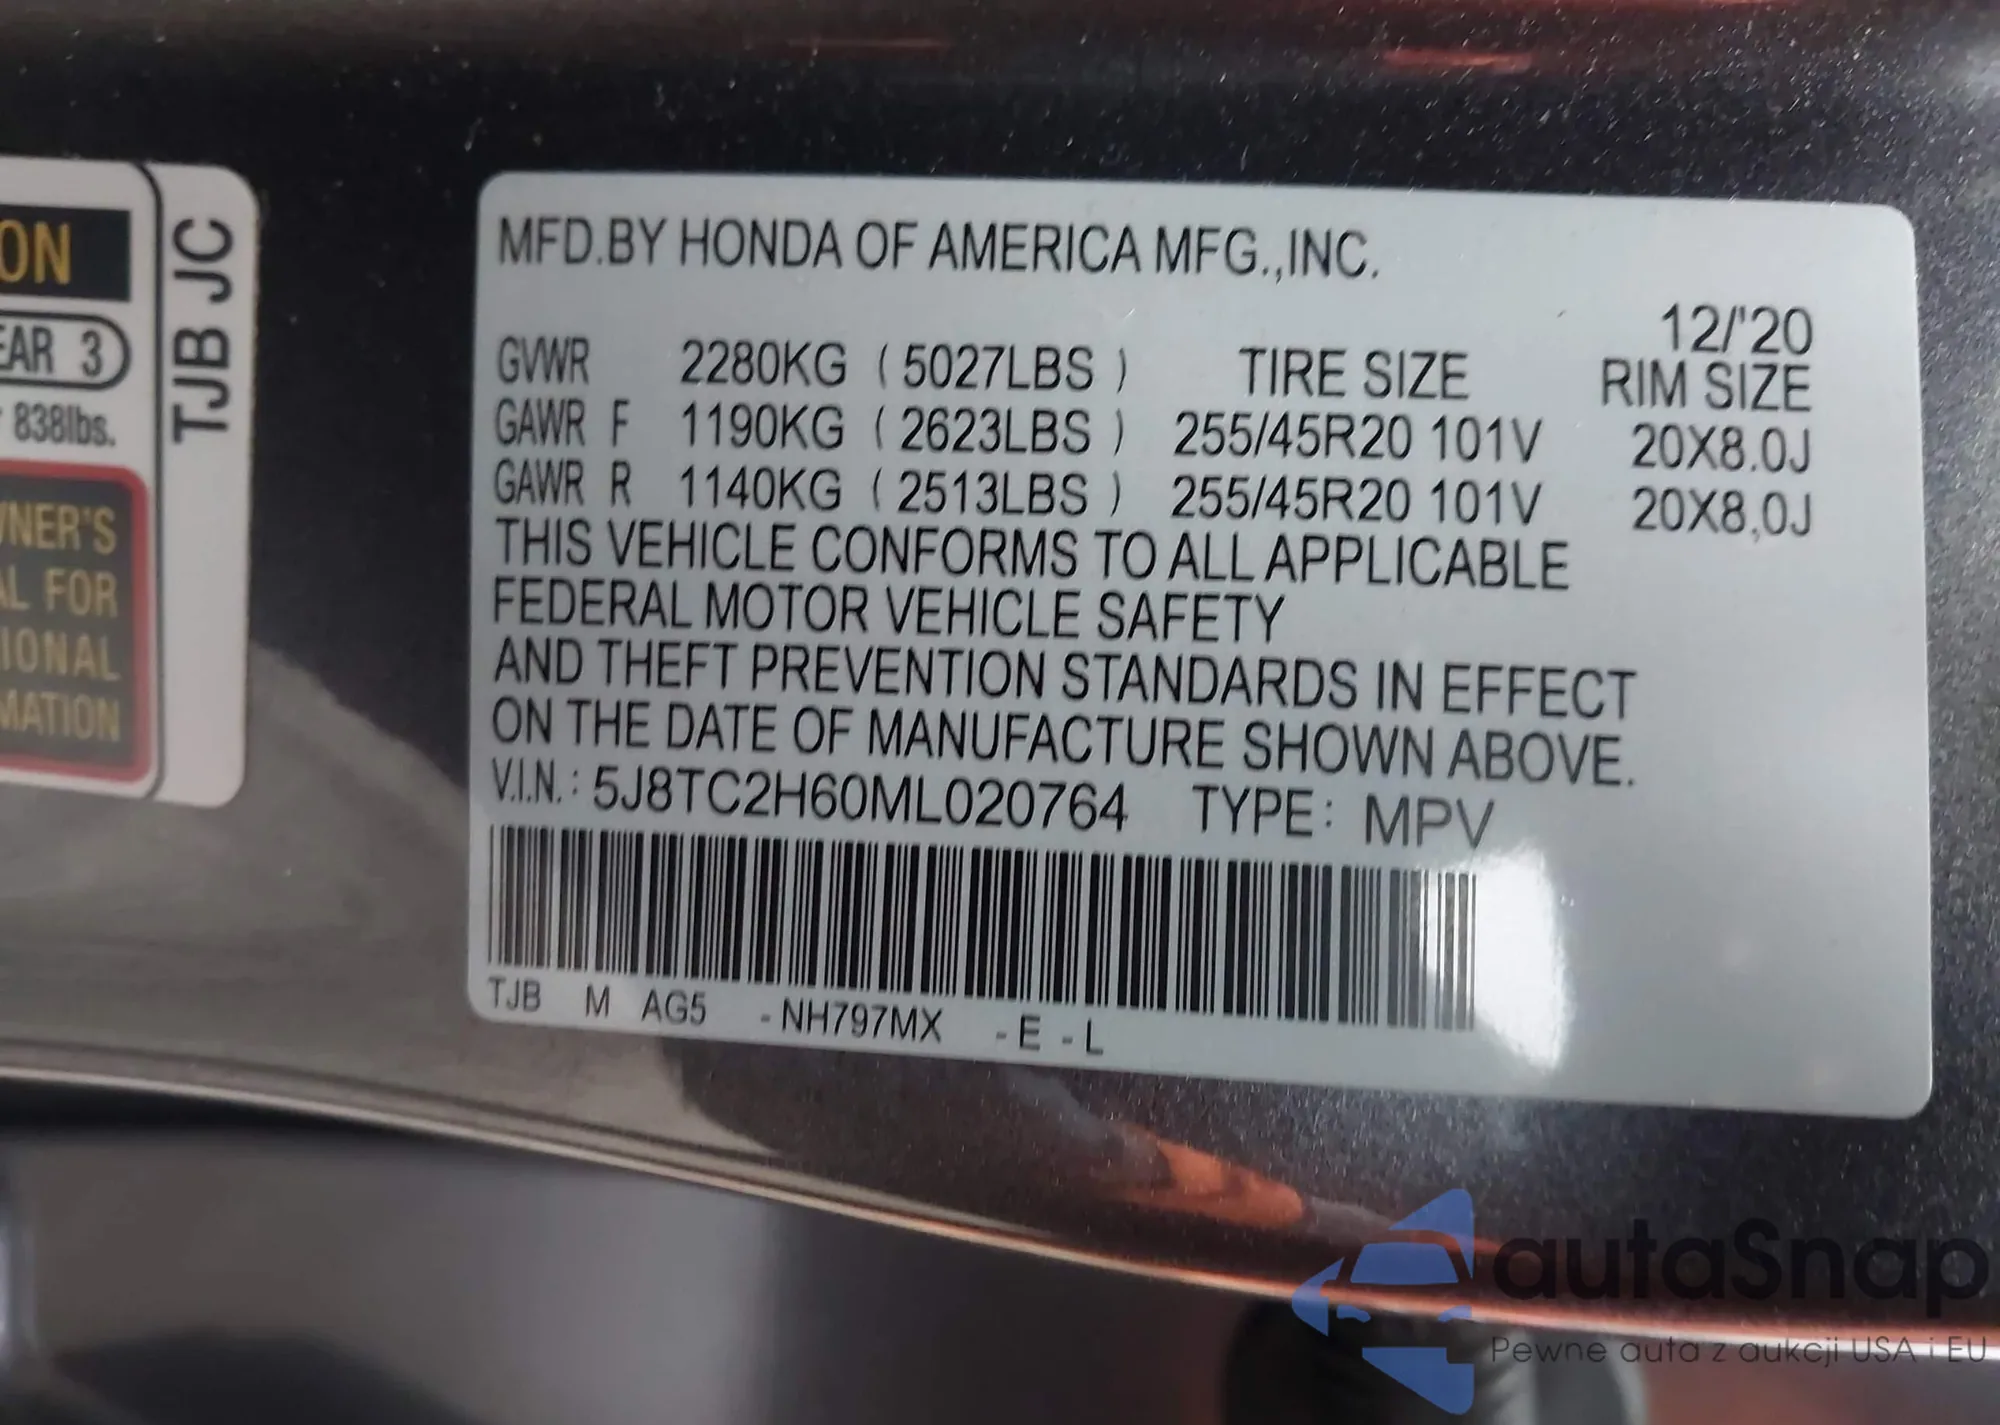 ON
EAR 3
838lbs.
TJB JC
WNER'S
AL FOR
IONAL
MATION
MFD.BY HONDA OF AMERICA MFG.,INC.
12/'20
GVWR 2280KG ( 5027LBS ) TIRE SIZE RIM SIZE
GAWR F 1190KG ( 2623LBS ) 255/45R20 101V 20X8.0J
GAWR R 1140KG ( 2513LBS ) 255/45R20 101V 20X8,0J
THIS VEHICLE CONFORMS TO ALL APPLICABLE
FEDERAL MOTOR VEHICLE SAFETY
AND THEFT PREVENTION STANDARDS IN EFFECT
ON THE DATE OF MANUFACTURE SHOWN ABOVE.
V.I.N.: 5J8TC2H60ML020764 TYPE: MPV
TJB M AG5 -NH797MX -E -L
autaSnap
Pewne auta z aukcji USA i EU